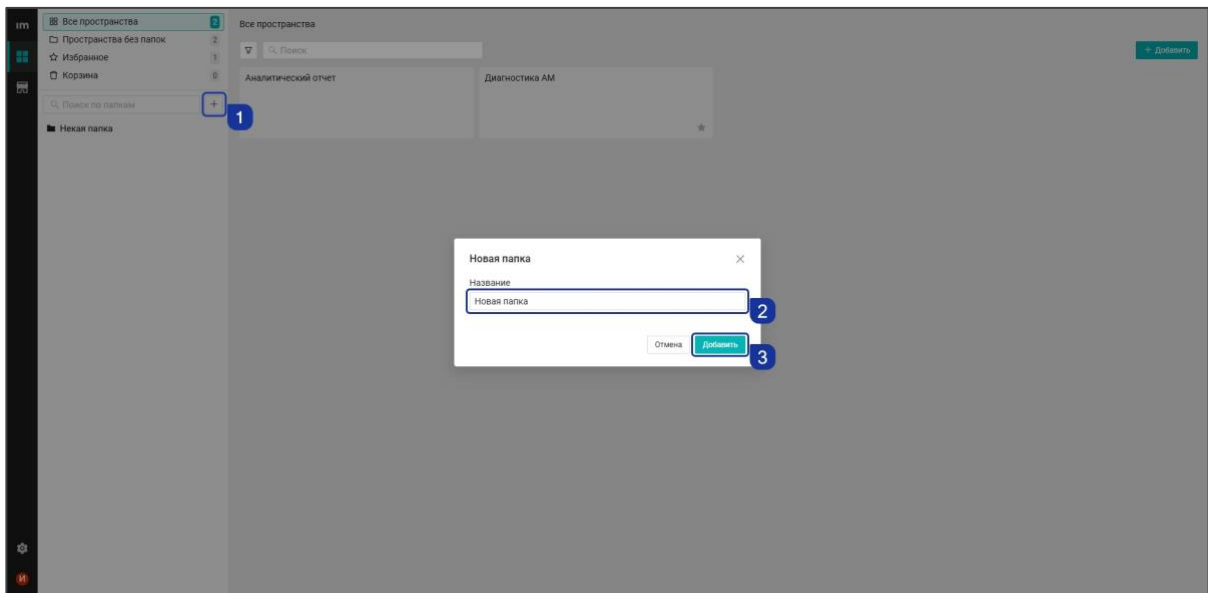 im
Все пространства 2
Пространства без папок 2
Избранное 1
Корзина 0
Поиск по папкам
1
Некая папка
Все пространства
Поиск
+ Добавить
Аналитический отчет
Диагностика АМ
Новая папка
Название
Новая папка
2
Отмена
Добавить
3
И